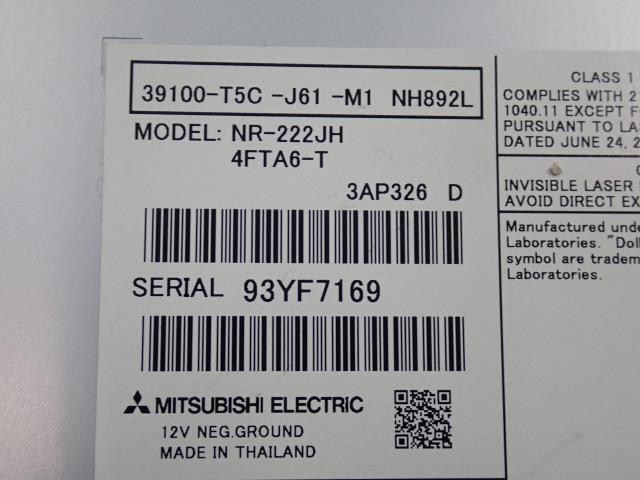 39100-T5C -J61 -M1 NH892L
MODEL: NR-222JH
4FTA6-T
3AP326 D
SERIAL 93YF7169
MITSUBISHI ELECTRIC
12V NEG.GROUND
MADE IN THAILAND
CLASS 1
COMPLIES WITH 2
1040.11 EXCEPT F
PURSUANT TO LA
DATED JUNE 24, 2
INVISIBLE LASER
AVOID DIRECT EX
Manufactured unde
Laboratories. "Dol
symbol are tradem
Laboratories.